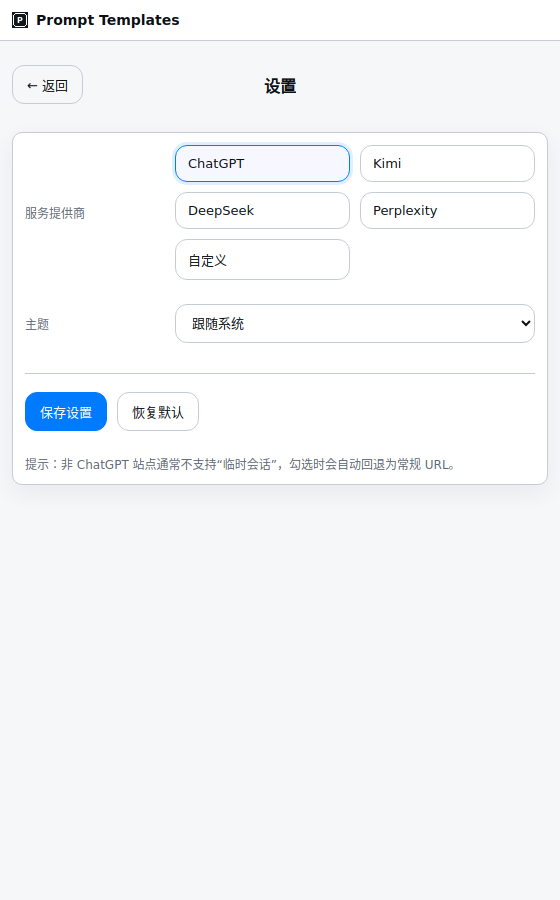 P Prompt Templates
← 返回
设置
服务提供商
ChatGPT
Kimi
DeepSeek
Perplexity
自定义
主题
跟随系统
保存设置
恢复默认
提示：非 ChatGPT 站点通常不支持“临时会话”，勾选时会自动回退为常规 URL。